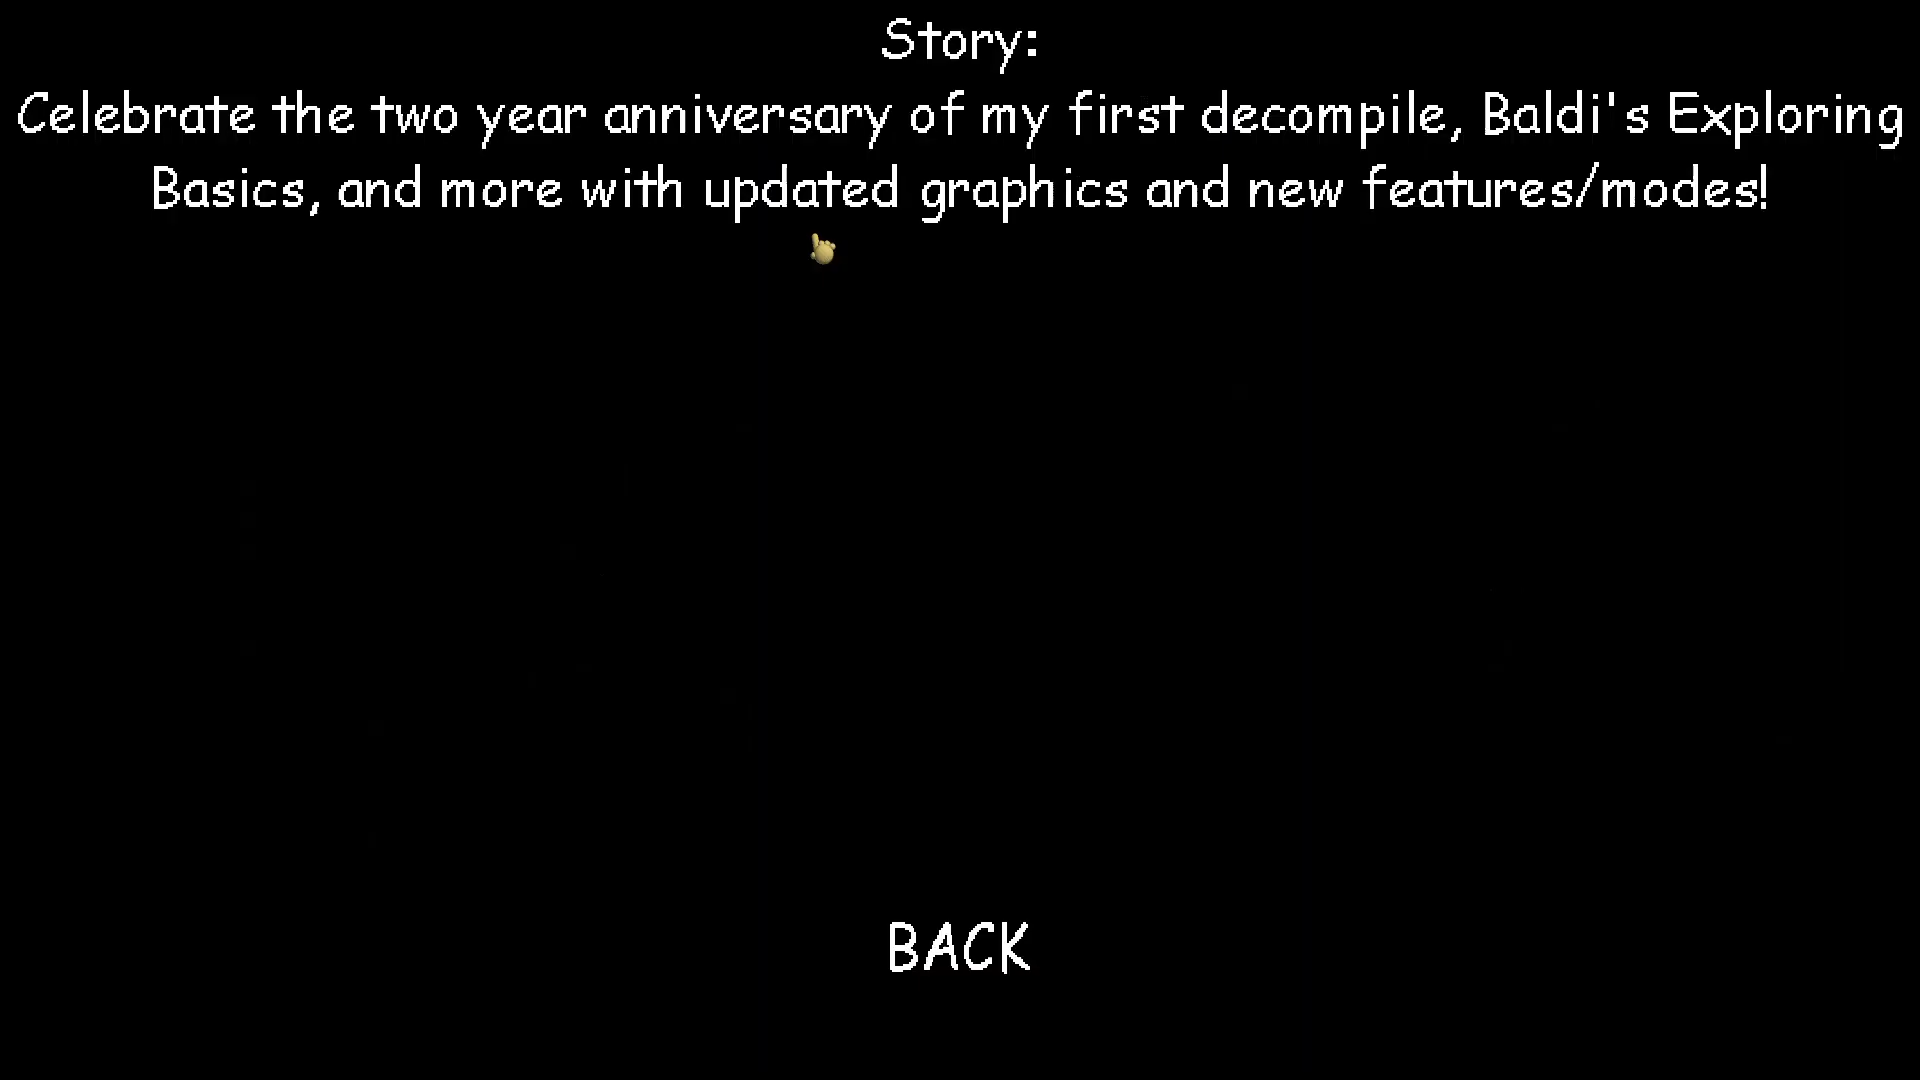 Story:
Celebrate the two year anniversary of my first decompile, Baldi's Exploring
Basics, and more with updated graphics and new features/modes!
BACK